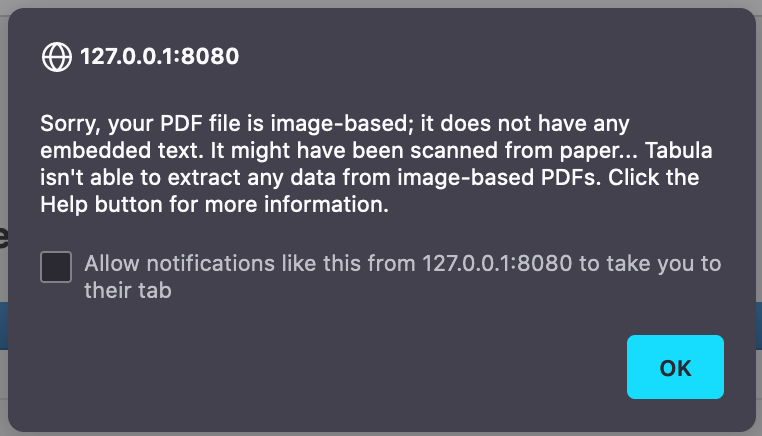 127.0.0.1:8080
Sorry, your PDF file is image-based; it does not have any
embedded text. It might have been scanned from paper... Tabula
isn't able to extract any data from image-based PDFs. Click the
Help button for more information.
Allow notifications like this from 127.0.0.1:8080 to take you to
their tab
OK